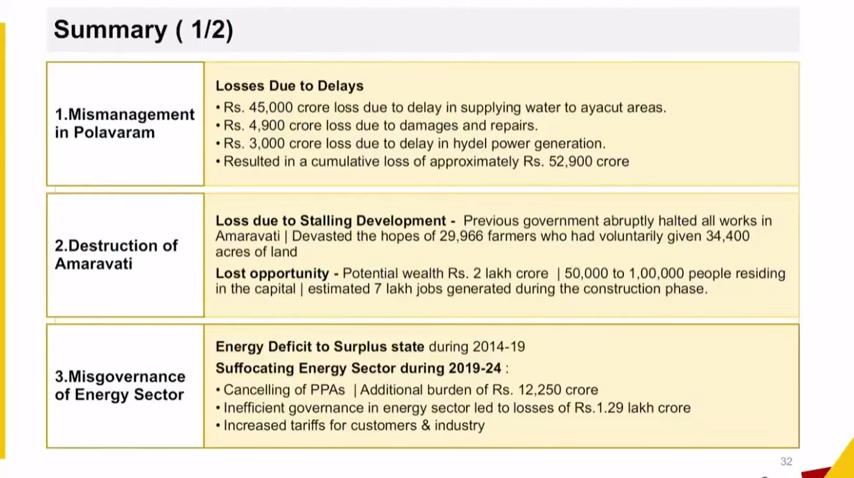 Summary ( 1/2)
1.Mismanagement
in Polavaram
Losses Due to Delays
• Rs. 45,000 crore loss due to delay in supplying water to ayacut areas.
• Rs. 4,900 crore loss due to damages and repairs.
• Rs. 3,000 crore loss due to delay in hydel power generation.
• Resulted in a cumulative loss of approximately Rs. 52,900 crore
2.Destruction of
Amaravati
Loss due to Stalling Development - Previous government abruptly halted all works in
Amaravati | Devasted the hopes of 29,966 farmers who had voluntarily given 34,400
acres of land
Lost opportunity - Potential wealth Rs. 2 lakh crore | 50,000 to 1,00,000 people residing
in the capital | estimated 7 lakh jobs generated during the construction phase.
3.Misgovernance
of Energy Sector
Energy Deficit to Surplus state during 2014-19
Suffocating Energy Sector during 2019-24 :
• Cancelling of PPAs | Additional burden of Rs. 12,250 crore
• Inefficient governance in energy sector led to losses of Rs.1.29 lakh crore
• Increased tariffs for customers & industry
32